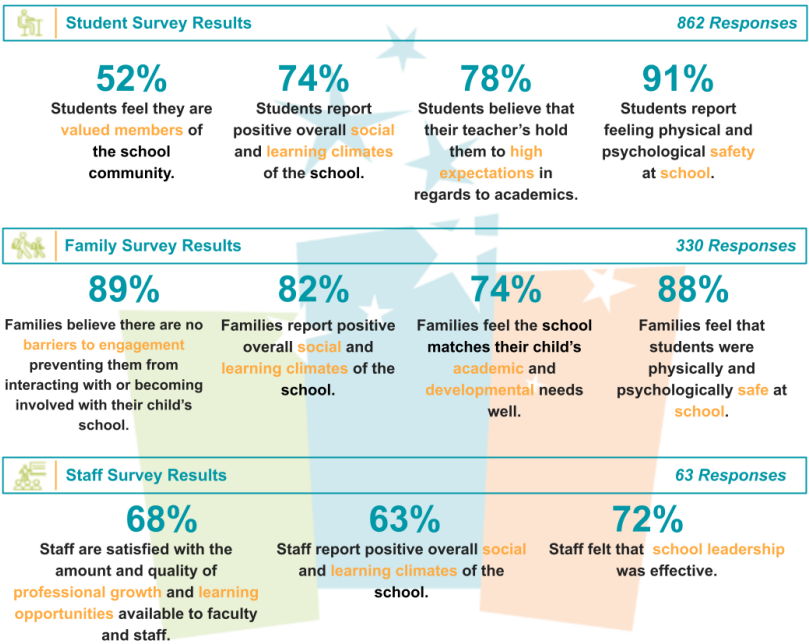 Student Survey Results
862 Responses
52%
Students feel they are
valued members of
the school
community.
74%
Students report
positive overall social
and learning climates
of the school.
78%
Students believe that
their teacher's hold
them to high
expectations in
regards to academics.
91%
Students report
feeling physical and
psychological safety
at school.
Family Survey Results
330 Responses
89%
Families believe there are no
barriers to engagement
preventing them from
interacting with or becoming
involved with their child's
school.
82%
Families report positive
overall social and
learning climates of the
school.
74%
Families feel the school
matches their child's
academic and
developmental needs
well.
88%
Families feel that
students were
physically and
psychologically safe at
school.
Staff Survey Results
63 Responses
68%
Staff are satisfied with the
amount and quality of
professional growth and learning
opportunities available to faculty
and staff.
63%
Staff report positive overall social
and learning climates of the
school.
72%
Staff felt that school leadership
was effective.